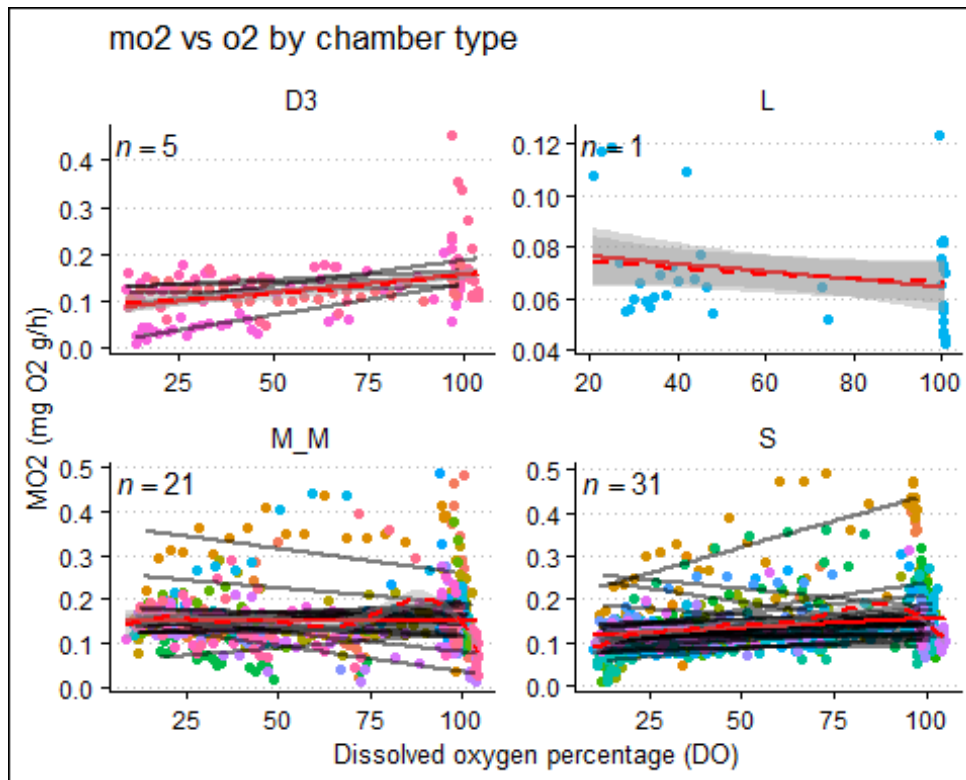 mo2 vs o2 by chamber type
D3
L
n = 5
n = 1
0.4
0.3
0.2
0.1
0.0
0.12
0.10
0.08
0.06
0.04
25 50 75 100
20 40 60 80 100
M_M
S
n = 21
n = 31
0.5
0.4
0.3
0.2
0.1
0.0
0.5
0.4
0.3
0.2
0.1
0.0
25 50 75 100
25 50 75 100
MO2 (mg O2 g/h)
Dissolved oxygen percentage (DO)